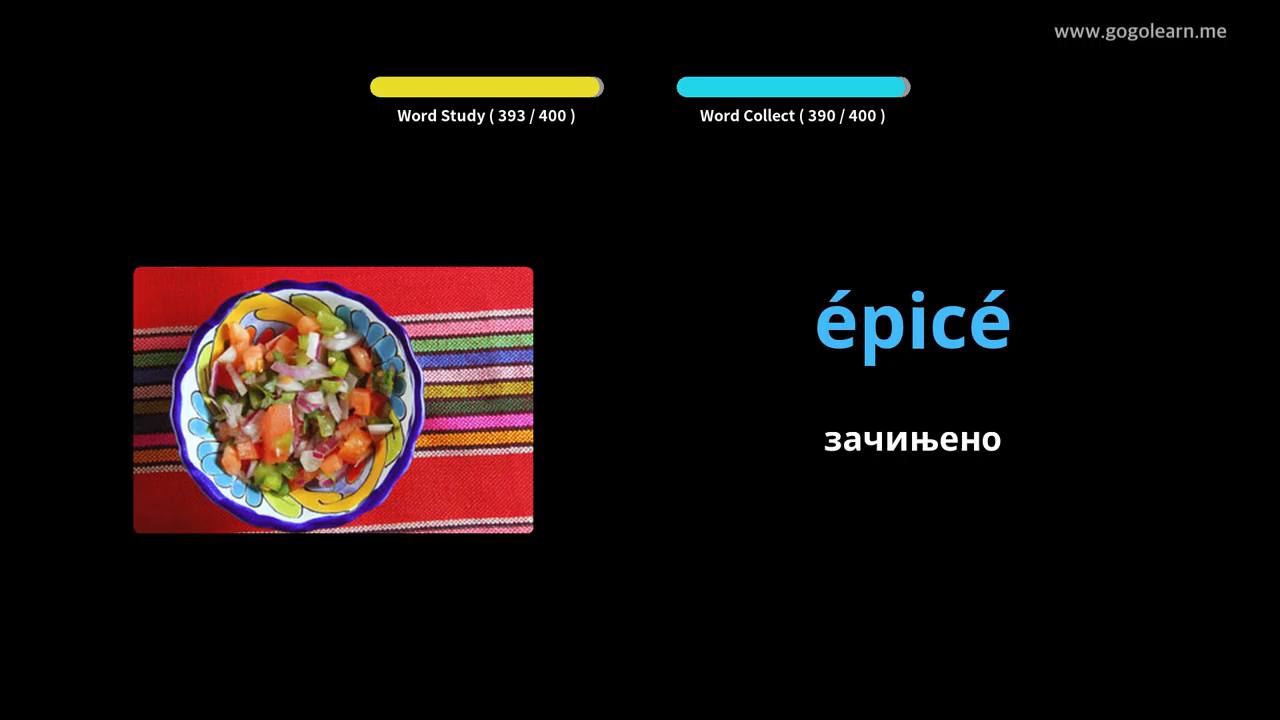 www.gogolearn.me
Word Study ( 393 / 400 )
Word Collect ( 390 / 400 )
épicé
зачињено